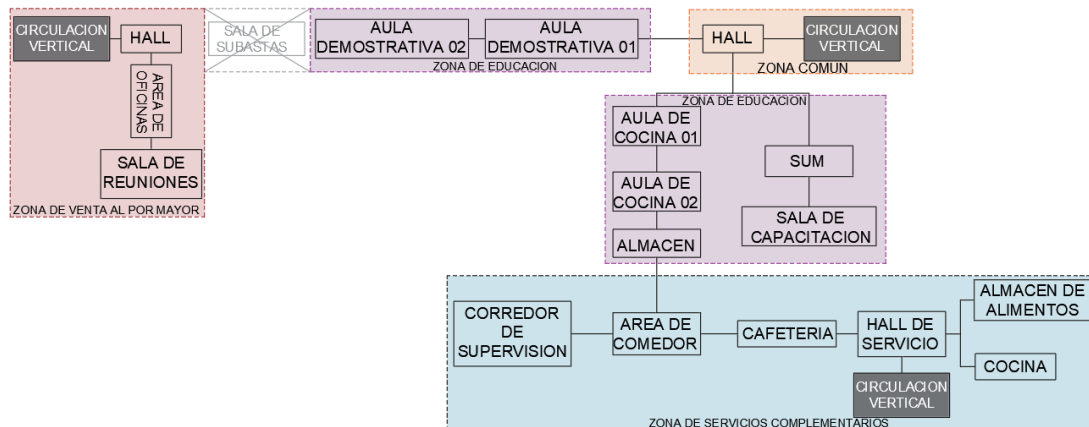 CIRCULACION
VERTICAL
HALL
AREA DE
OFICINAS
SALA DE
REUNIONES
ZONA DE VENTA AL POR MAYOR
SALA DE
SUBASTAS
AULA
DEMOSTRATIVA 02
AULA
DEMOSTRATIVA 01
ZONA DE EDUCACION
HALL
CIRCULACION
VERTICAL
ZONA COMUN
ZONA DE EDUCACION
AULA DE
COCINA 01
AULA DE
COCINA 02
ALMACEN
SUM
SALA DE
CAPACITACION
CORREDOR
DE
SUPERVISION
AREA DE
COMEDOR
CAFETERIA
HALL DE
SERVICIO
CIRCULACION
VERTICAL
ALMACEN DE
ALIMENTOS
COCINA
ZONA DE SERVICIOS COMPLEMENTARIOS